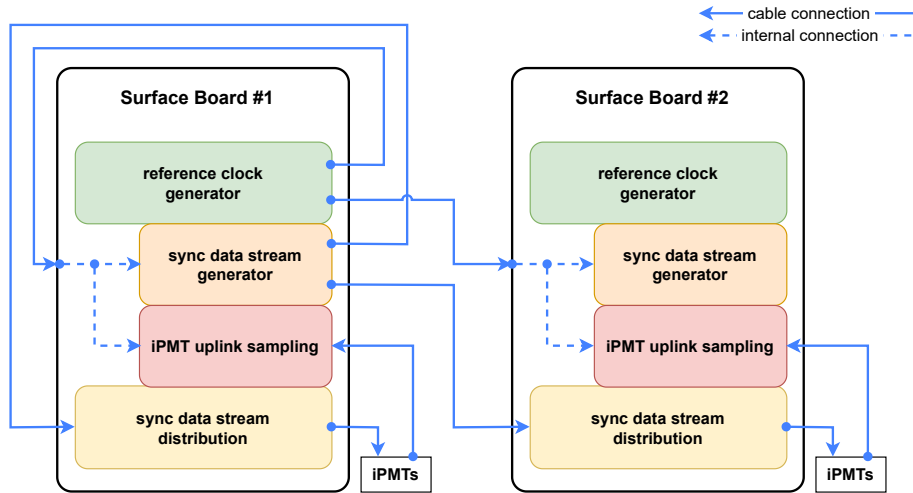 cable connection
internal connection
Surface Board #1
reference clock
generator
sync data stream
generator
iPMT uplink sampling
sync data stream
distribution
iPMTs
Surface Board #2
reference clock
generator
sync data stream
generator
iPMT uplink sampling
sync data stream
distribution
iPMTs